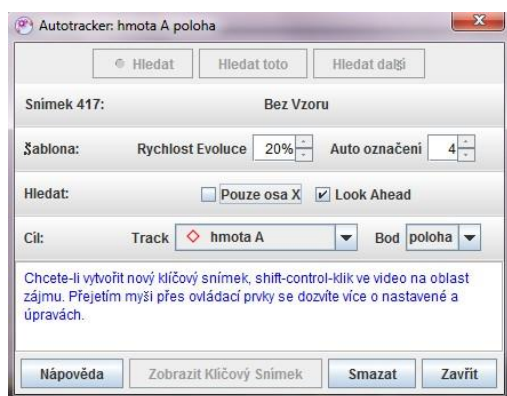 Autotracker: hmota A poloha
Hledat Hledat toto Hledat další
Snímek 417: Bez Vzoru
Šablona: Rychlost Evoluce 20% Auto označení 4
Hledat: Pouze osa X Look Ahead
Cíl: Track hmota A Bod poloha
Chcete-li vytvořit nový klíčový snímek, shift-control-klik ve video na oblast
zájmu. Přejetím myši přes ovládací prvky se dozvíte více o nastavené a
úpravách.
Nápověda Zobrazit Klíčový Snímek Smazat Zavřít